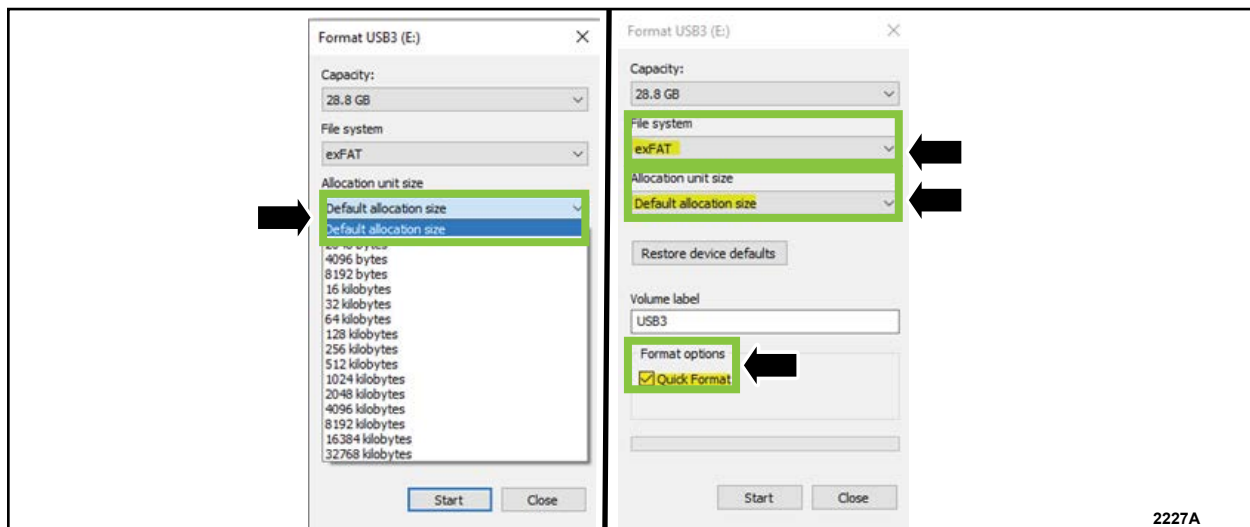 Format USB3 (E:)
Capacity:
28.8 GB
File system
exFAT
Allocation unit size
Default allocation size
Default allocation size
4096 bytes
8192 bytes
16 kilobytes
32 kilobytes
64 kilobytes
128 kilobytes
256 kilobytes
512 kilobytes
1024 kilobytes
2048 kilobytes
4096 kilobytes
8192 kilobytes
16384 kilobytes
32768 kilobytes
Start Close
Format USB3 (E:)
Capacity:
28.8 GB
File system
exFAT
Allocation unit size
Default allocation size
Restore device defaults
Volume label
USB3
Format options
Quick Format
Start Close
2227A